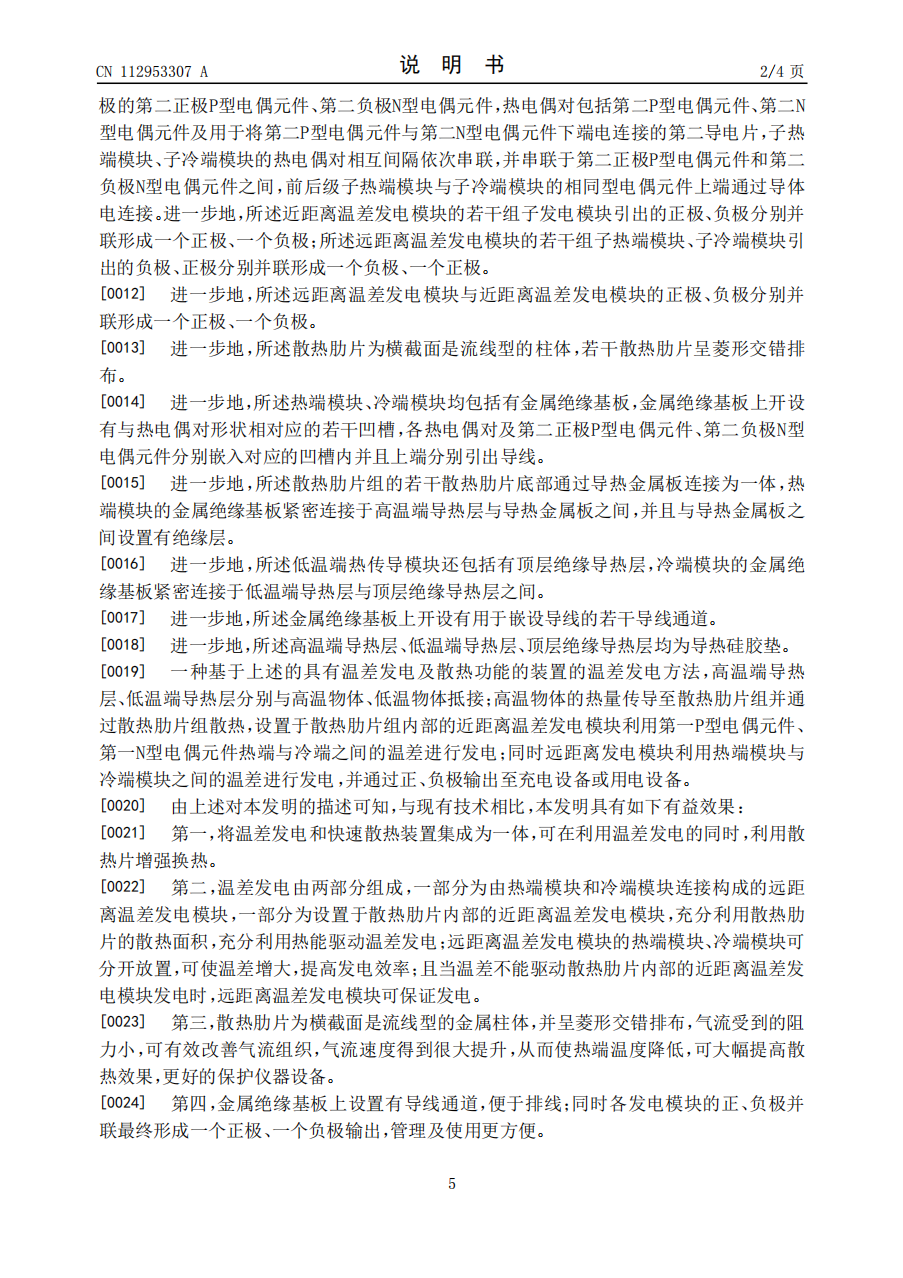 CN 112953307 A
说 明 书
2/4 页
极的第二正极P型电偶元件、第二负极N型电偶元件,热电偶对包括第二P型电偶元件、第二N
型电偶元件及用于将第二P型电偶元件与第二N型电偶元件下端电连接的第二导电片,子热
端模块、子冷端模块的热电偶对相互间隔依次串联,并串联于第二正极P型电偶元件和第二
负极N型电偶元件之间,前后级子热端模块与子冷端模块的相同型电偶元件上端通过导体
电连接。进一步地,所述近距离温差发电模块的若干组子发电模块引出的正极、负极分别并
联形成一个正极、一个负极;所述远距离温差发电模块的若干组子热端模块、子冷端模块引
出的负极、正极分别并联形成一个负极、一个正极。
[0012] 进一步地,所述远距离温差发电模块与近距离温差发电模块的正极、负极分别并
联形成一个正极、一个负极。
[0013] 进一步地,所述散热肋片为横截面是流线型的柱体,若干散热肋片呈菱形交错排
布。
[0014] 进一步地,所述热端模块、冷端模块均包括有金属绝缘基板,金属绝缘基板上开设
有与热电偶对形状相对应的若干凹槽,各热电偶对及第二正极P型电偶元件、第二负极N型
电偶元件分别嵌入对应的凹槽内并且上端分别引出导线。
[0015] 进一步地,所述散热肋片组的若干散热肋片底部通过导热金属板连接为一体,热
端模块的金属绝缘基板紧密连接于高温端导热层与导热金属板之间,并且与导热金属板之
间设置有绝缘层。
[0016] 进一步地,所述低温端热传导模块还包括有顶层绝缘导热层,冷端模块的金属绝
缘基板紧密连接于低温端导热层与顶层绝缘导热层之间。
[0017] 进一步地,所述金属绝缘基板上开设有用于嵌设导线的若干导线通道。
[0018] 进一步地,所述高温端导热层、低温端导热层、顶层绝缘导热层均为导热硅胶垫。
[0019] 一种基于上述的具有温差发电及散热功能的装置的温差发电方法,高温端导热
层、低温端导热层分别与高温物体、低温物体抵接;高温物体的热量传导至散热肋片组并通
过散热肋片组散热,设置于散热肋片组内部的近距离温差发电模块利用第一P型电偶元件、
第一N型电偶元件热端与冷端之间的温差进行发电;同时远距离发电模块利用热端模块与
冷端模块之间的温差进行发电,并通过正、负极输出至充电设备或用电设备。
[0020] 由上述对本发明的描述可知,与现有技术相比,本发明具有如下有益效果:
[0021] 第一,将温差发电和快速散热装置集成为一体,可在利用温差发电的同时,利用散
热片增强换热。
[0022] 第二,温差发电由两部分组成,一部分为由热端模块和冷端模块连接构成的远距
离温差发电模块,一部分为设置于散热肋片内部的近距离温差发电模块,充分利用散热肋
片的散热面积,充分利用热能驱动温差发电;远距离温差发电模块的热端模块、冷端模块可
分开放置,可使温差增大,提高发电效率;且当温差不能驱动散热肋片内部的近距离温差发
电模块发电时,远距离温差发电模块可保证发电。
[0023] 第三,散热肋片为横截面是流线型的金属柱体,并呈菱形交错排布,气流受到的阻
力小,可有效改善气流组织,气流速度得到很大提升,从而使热端温度降低,可大幅提高散
热效果,更好的保护仪器设备。
[0024] 第四,金属绝缘基板上设置有导线通道,便于排线;同时各发电模块的正、负极并
联最终形成一个正极、一个负极输出,管理及使用更方便。
5